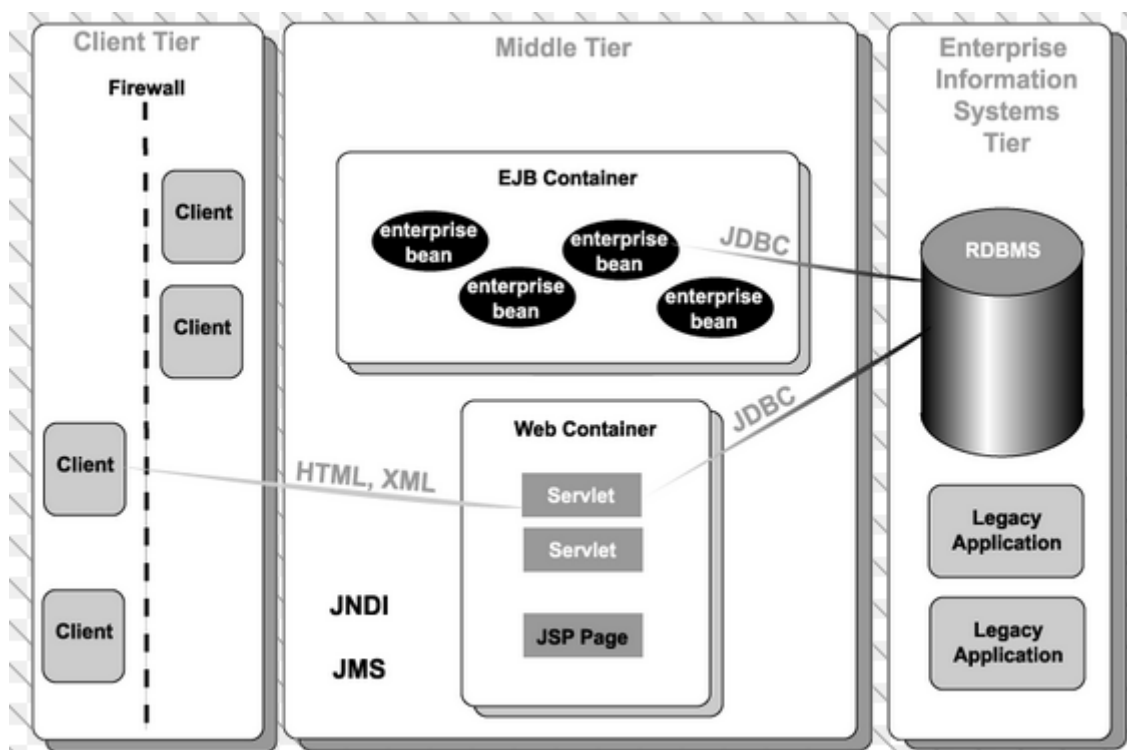 Client Tier
Firewall
Client
Client
Client
Client
Middle Tier
EJB Container
enterprise
bean
enterprise
bean
enterprise
bean
enterprise
bean
JDBC
Web Container
JDBC
HTML, XML
Servlet
Servlet
JSP Page
JNDI
JMS
Enterprise
Information
Systems
Tier
RDBMS
Legacy
Application
Legacy
Application